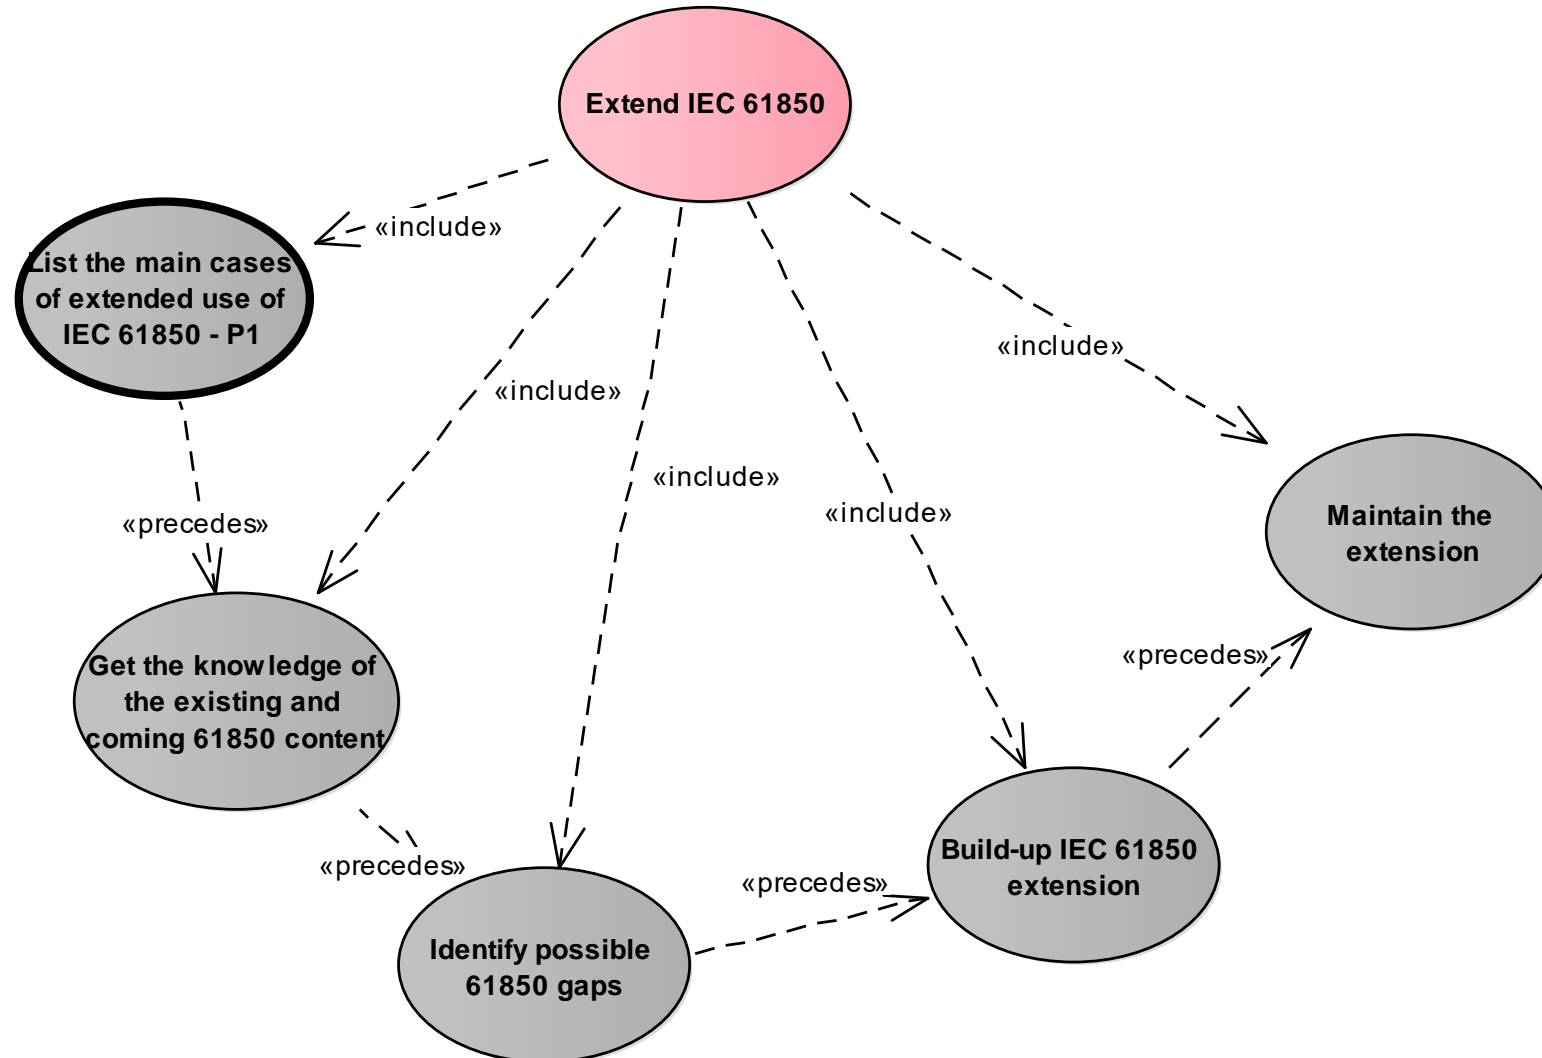 Extend IEC 61850
«include»
List the main cases
of extended use of
IEC 61850 - P1
«include»
«include»
«include»
«include»
«precedes»
Maintain the
extension
Get the knowledge of
the existing and
coming 61850 content
«precedes»
«precedes»
«precedes»
Build-up IEC 61850
extension
Identify possible
61850 gaps